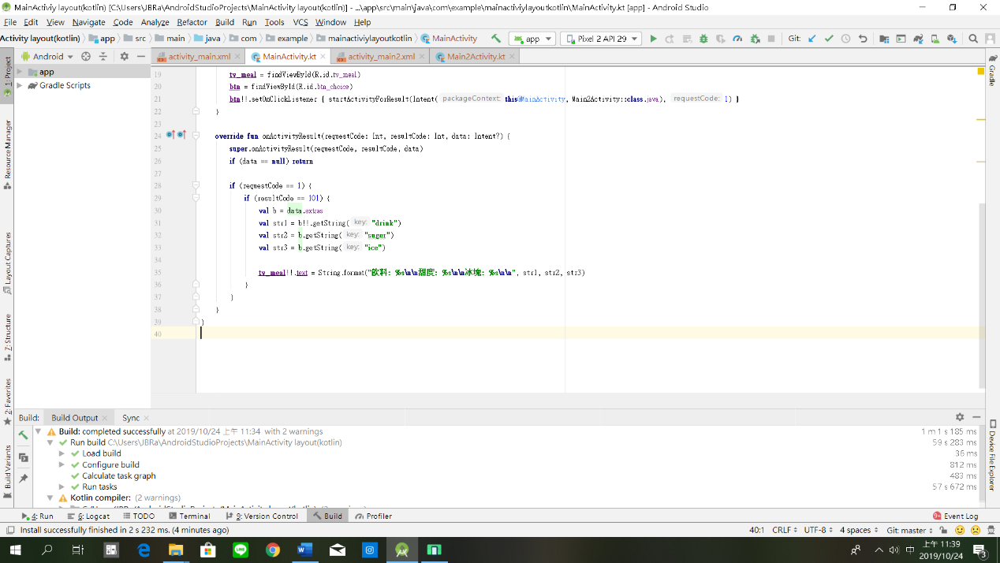 MainActiviy layout(kotlin) [C:\Users\JBRa\AndroidStudioProjects\MainActivity layout(kotlin)] - ...\app\src\main\java\com\example\mainactiviylayoutkotlin\MainActivity.kt [app] - Android Studio
File Edit View Navigate Code Analyze Refactor Build Run Tools VCS Window Help
Activity layout(kotlin) app src main java com example mainactiviylayoutkotlin MainActivity app Pixel 2 API 29 Git:
Android activity_main.xml MainActivity.kt activity_main2.xml Main2Activity.kt
1: Project
Resource Manager
Layout Captures
Z: Structure
2: Favorites
Build Variants
Gradle
Device File Explorer
app
Gradle Scripts
19 tv_meal = findViewById(R.id.tv_meal)
20 btn = findViewById(R.id.btn_choice)
21 btn!!.setOnClickListener { startActivityForResult(Intent( packageContext: this@MainActivity, Main2Activity::class.java), requestCode: 1) }
22 }
23
24 override fun onActivityResult(requestCode: Int, resultCode: Int, data: Intent?) {
25 super.onActivityResult(requestCode, resultCode, data)
26 if (data == null) return
27
28 if (requestCode == 1) {
29 if (resultCode == 101) {
30 val b = data.extras
31 val str1 = b!!.getString( key: "drink")
32 val str2 = b.getString( key: "suger")
33 val str3 = b.getString( key: "ice")
34
35 tv_meal!!.text = String.format("飲料: %s\n\n甜度: %s\n\n冰塊: %s\n\n", str1, str2, str3)
36 }
37 }
38 }
39 }
40
Build: Build Output Sync
Build: completed successfully at 2019/10/24 上午 11:34 with 2 warnings 1 m 1 s 185 ms
Run build C:\Users\JBRa\AndroidStudioProjects\MainActivity layout(kotlin) 59 s 283 ms
Load build 36 ms
Configure build 812 ms
Calculate task graph 483 ms
Run tasks 57 s 672 ms
Kotlin compiler: (2 warnings)
4: Run 6: Logcat TODO Terminal 9: Version Control Build Profiler Event Log
Install successfully finished in 2 s 232 ms. (4 minutes ago) 40:1 CRLF UTF-8 4 spaces Git: master
中 上午 11:39
2019/10/24 3